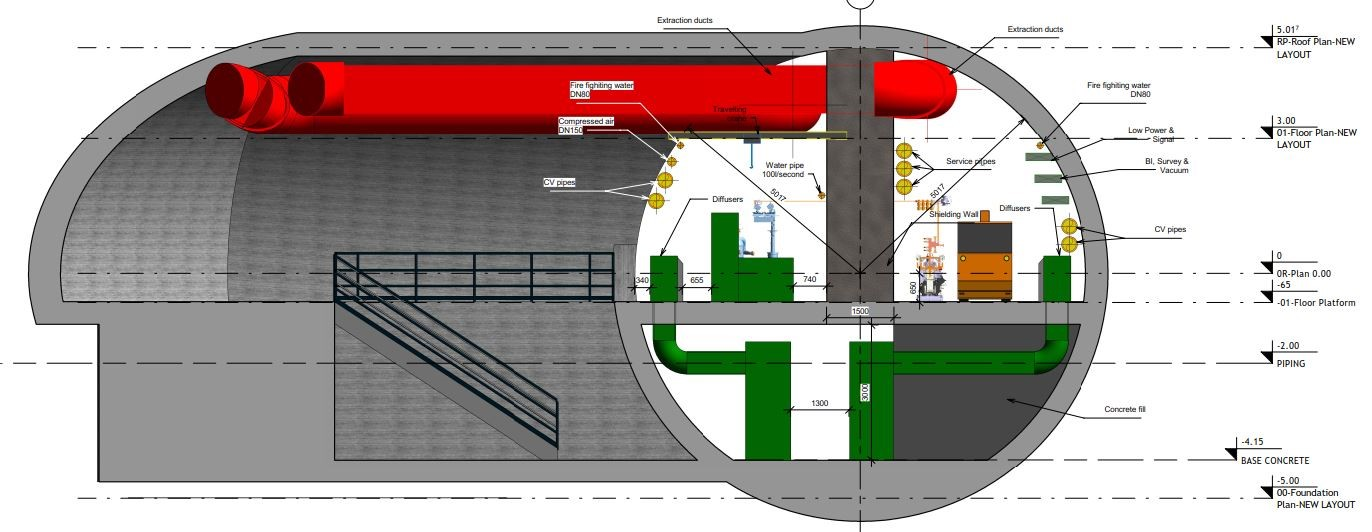 Extraction ducts
Extraction ducts
5.01⁷
RP-Roof Plan-NEW
LAYOUT
Fire fighiting water
DN80
Fire fighiting water
DN80
Travelling
Compressed air
DN150
3.00
01-Floor Plan-NEW
LAYOUT
Low Power &
Signal
Water pipe
100l/second
Service pipes
BI, Survey &
Vacuum
CV pipes
5017
5017
Diffusers
Shielding Wall
Diffusers
CV pipes
0
0R-Plan 0.00
340
655
740
650
-65
-01-Floor Platform
1500
-2.00
PIPING
1300
3000
Concrete fill
-4.15
BASE CONCRETE
-5.00
00-Foundation
Plan-NEW LAYOUT